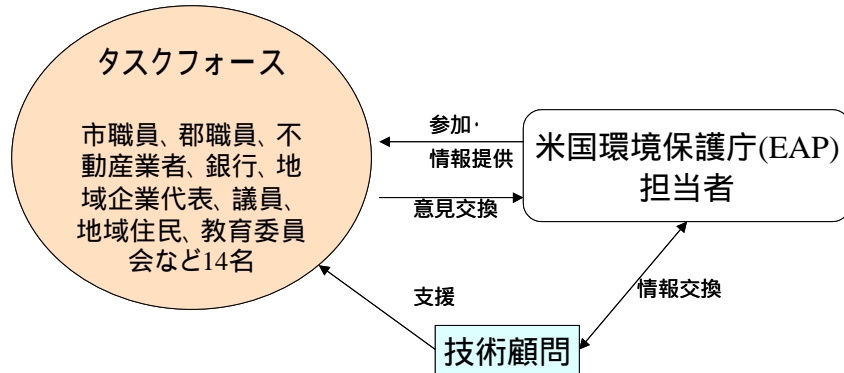 タスクフォース
市職員、郡職員、不
動産業者、銀行、地
域企業代表、議員、
地域住民、教育委員
会など14名
参加・
情報提供
意見交換
米国環境保護庁(EAP)
担当者
支援
情報交換
技術顧問